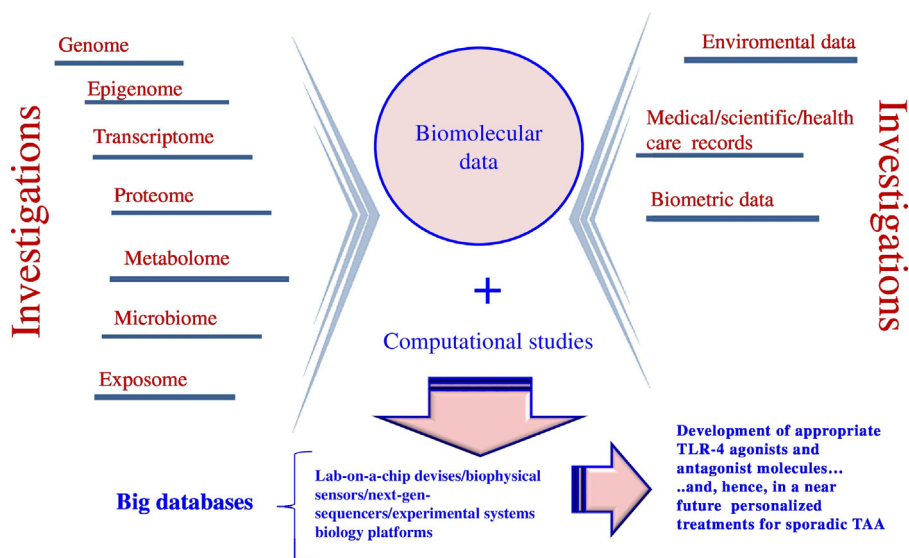 Investigations
Genome
Epigenome
Transcriptome
Proteome
Metabolome
Microbiome
Exposome
Biomolecular
data
+
Computational studies
Enviromental data
Medical/scientific/health
care records
Biometric data
Investigations
Big databases
Lab-on-a-chip devises/biophysical
sensors/next-gen-
sequencers/experimental systems
biology platforms
Development of appropriate
TLR-4 agonists and
antagonist molecules…
..and, hence, in a near
future personalized
treatments for sporadic TAA